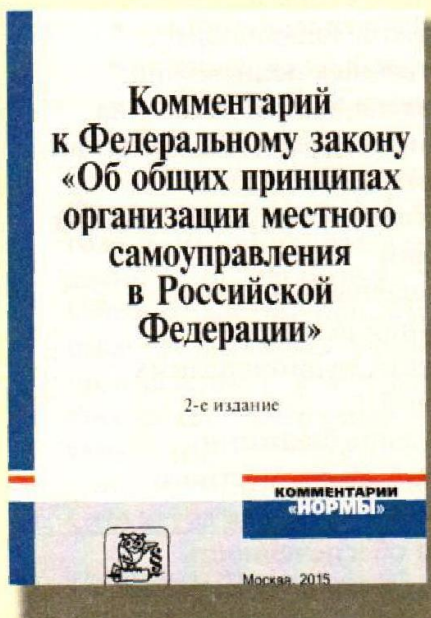 Комментарий
к Федеральному закону
«Об общих принципах
организации местного
самоуправления
в Российской
Федерации»
2-е издание
КОММЕНТАРИИ
«НОРМЫ»
Москва, 2015